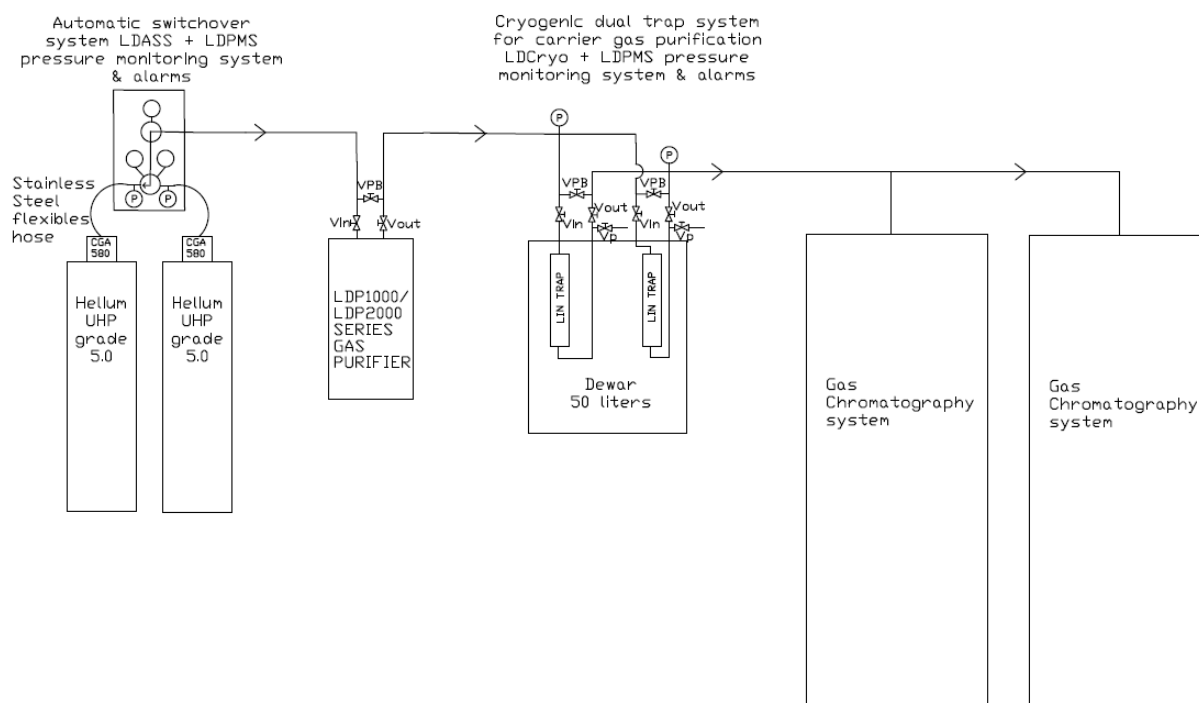 Automatic switchover
system LDASS + LDPMS
pressure monitoring system
& alarms
Cryogenic dual trap system
for carrier gas purification
LDCryo + LDPMS pressure
monitoring system & alarms
P
P
P
P
Stainless
Steel
flexibles
hose
CGA
580
CGA
580
Helium
UHP
grade
5.0
Helium
UHP
grade
5.0
VPB
VIn
Vout
LDP1000/
LDP2000
SERIES
GAS
PURIFIER
VPB
Vout
VIn
Vp
VPB
Vout
VIn
Vp
LIN TRAP
LIN TRAP
Dewar
50 liters
Gas
Chromatography
system
Gas
Chromatography
system